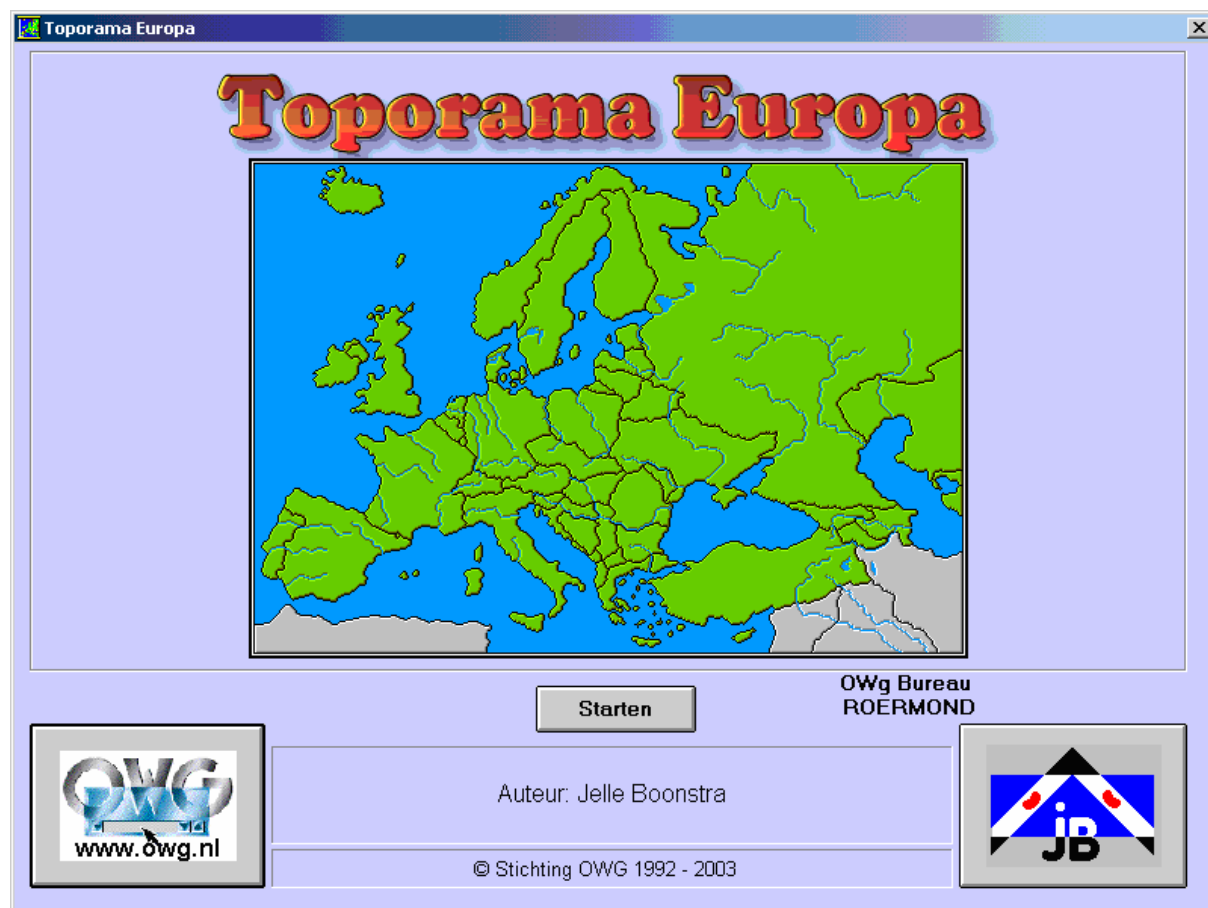 Toporama Europa
Toporama Europa
OWg Bureau
ROERMOND
Starten
OWG
www.owg.nl
Auteur: Jelle Boonstra
© Stichting OWG 1992 - 2003
jB